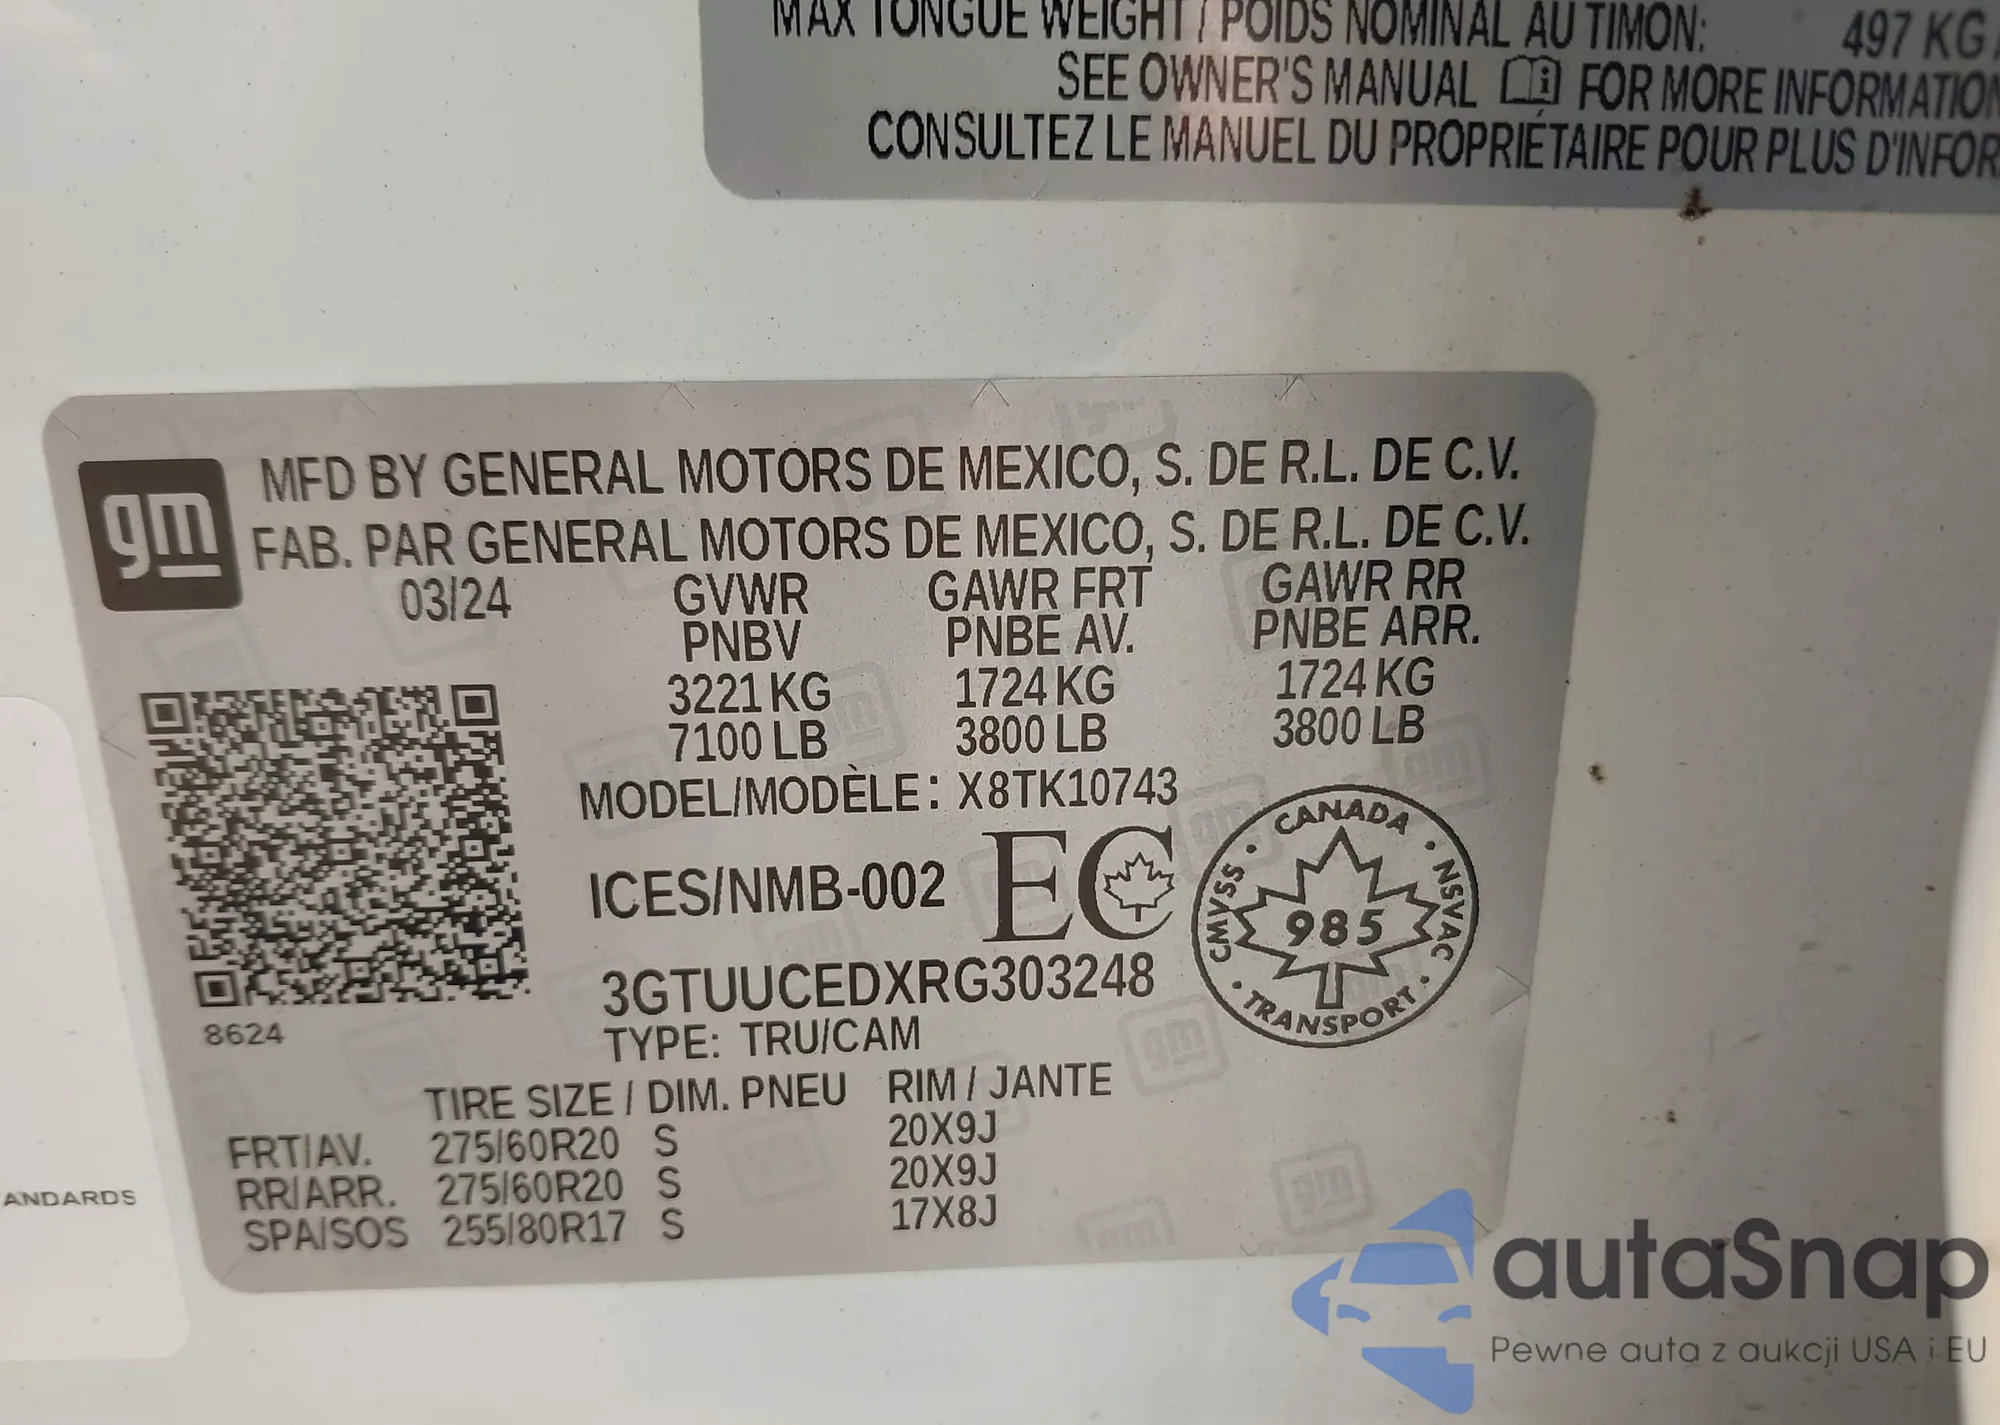 MAX TONGUE WEIGHT / POIDS NOMINAL AU TIMON: 497 KG
SEE OWNER'S MANUAL FOR MORE INFORMATION
CONSULTEZ LE MANUEL DU PROPRIÉTAIRE POUR PLUS D'INFOR
gm
MFD BY GENERAL MOTORS DE MEXICO, S. DE R.L. DE C.V.
FAB. PAR GENERAL MOTORS DE MEXICO, S. DE R.L. DE C.V.
03/24 GVWR GAWR FRT GAWR RR
PNBV PNBE AV. PNBE ARR.
3221 KG 1724 KG 1724 KG
7100 LB 3800 LB 3800 LB
MODEL/MODÈLE: X8TK10743
ICES/NMB-002 EC
CANADA
CMVSS 985 NSVAC
TRANSPORT
3GTUUCEDXRG303248
8624
TYPE: TRU/CAM
TIRE SIZE / DIM. PNEU RIM / JANTE
FRT/AV. 275/60R20 S 20X9J
RR/ARR. 275/60R20 S 20X9J
SPA/SOS 255/80R17 S 17X8J
ANDARDS
autoSnap
Pewne auta z aukcji USA i EU